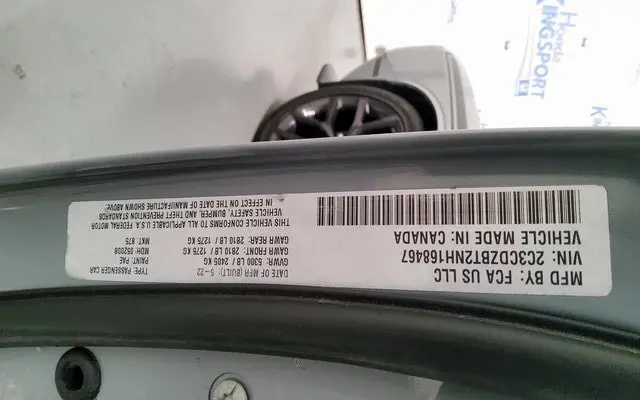 MFD BY: FCA US LLC
VIN: 2C3CDZBT2NH168467
VEHICLE MADE IN: CANADA
DATE OF MFR (BUILT): 5-22
GVWR: 5300 LB / 2405 KG
GAWR FRONT: 2810 LB / 1275 KG
GAWR REAR: 2810 LB / 1275 KG
TYPE: PASSENGER CAR
PAINT: PAE
MDH: 052008
MKT: 875
THIS VEHICLE CONFORMS TO ALL APPLICABLE U.S.A. FEDERAL MOTOR
VEHICLE SAFETY, BUMPER, AND THEFT PREVENTION STANDARDS
IN EFFECT ON THE DATE OF MANUFACTURE SHOWN ABOVE:
Honda
KINGSPORT